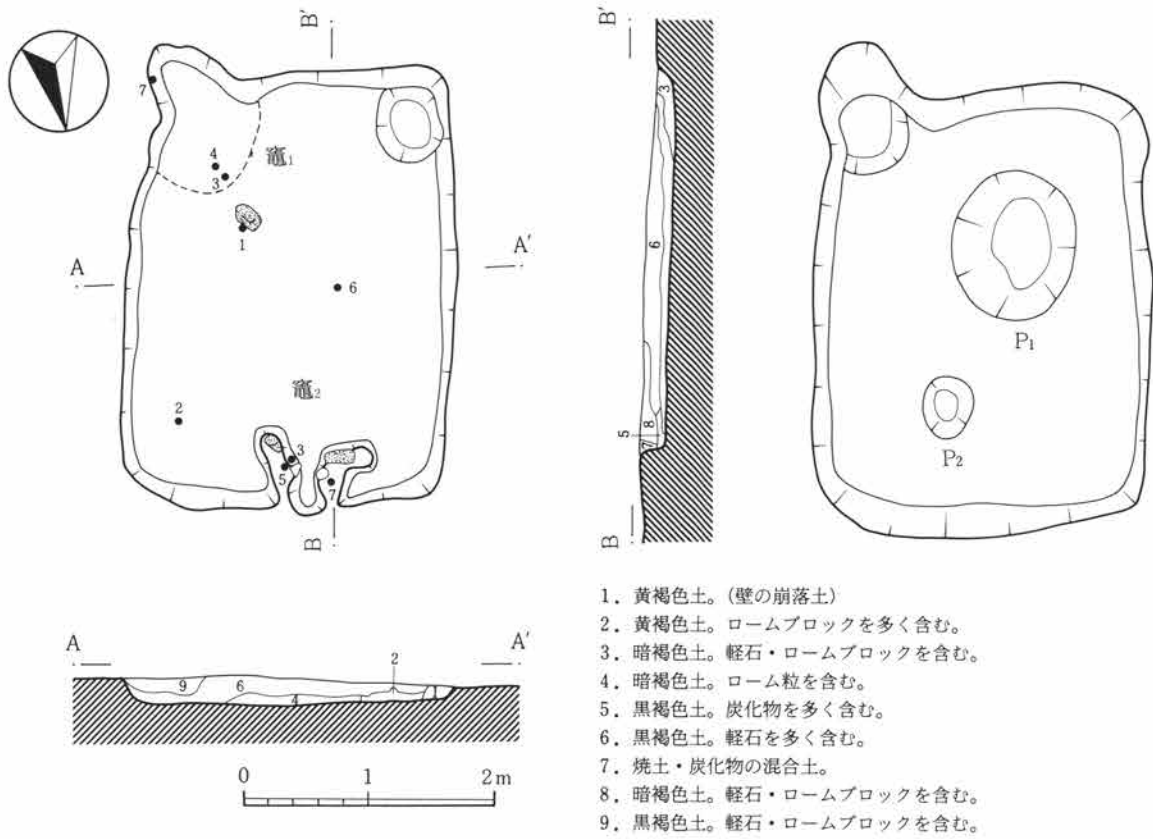 B′
7
4
3
竈₁
1
A
A′
6
竈₂
2
3
5
7
B
B′
3
6
8
5
7
B
P₁
P₂
A
A′
2
9
6
4
1
0 1 2m
1. 黄褐色土。(壁の崩落土)
2. 黄褐色土。ロームブロックを多く含む。
3. 暗褐色土。軽石・ロームブロックを含む。
4. 暗褐色土。ローム粒を含む。
5. 黒褐色土。炭化物を多く含む。
6. 黒褐色土。軽石を多く含む。
7. 焼土・炭化物の混合土。
8. 暗褐色土。軽石・ロームブロックを含む。
9. 黒褐色土。軽石・ロームブロックを含む。